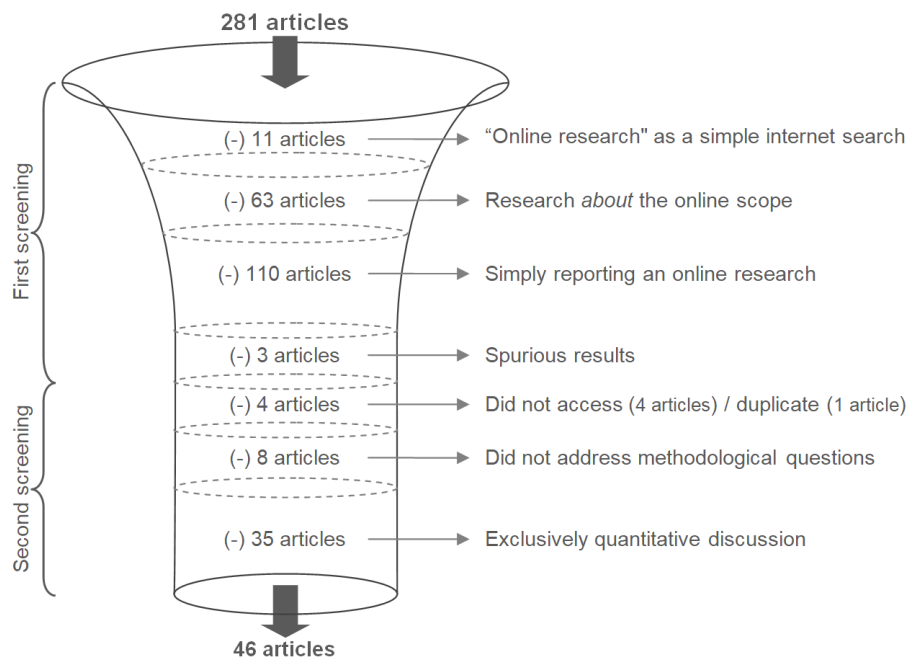 281 articles
(-) 11 articles
“Online research" as a simple internet search
(-) 63 articles
Research about the online scope
(-) 110 articles
Simply reporting an online research
(-) 3 articles
Spurious results
(-) 4 articles
Did not access (4 articles) / duplicate (1 article)
(-) 8 articles
Did not address methodological questions
(-) 35 articles
Exclusively quantitative discussion
46 articles
First screening
Second screening